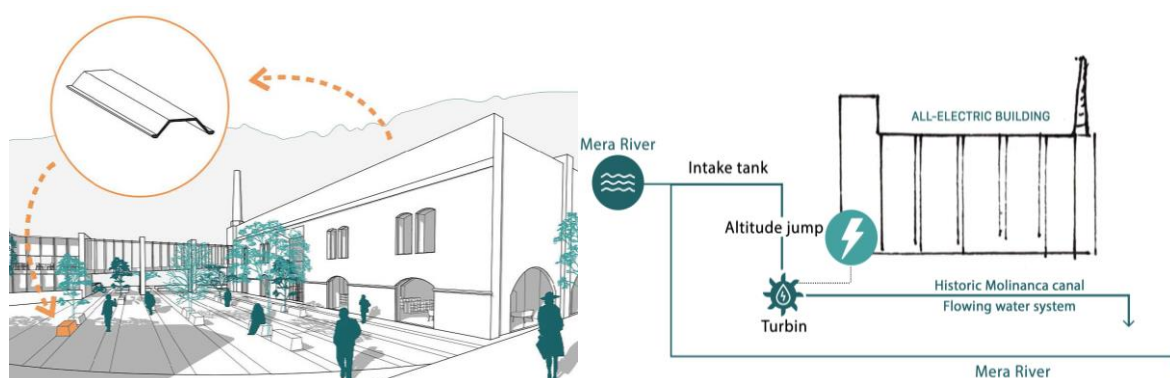 ALL-ELECTRIC BUILDING
Mera River
Intake tank
Altitude jump
Historic Molinanca canal
Flowing water system
Turbin
Mera River